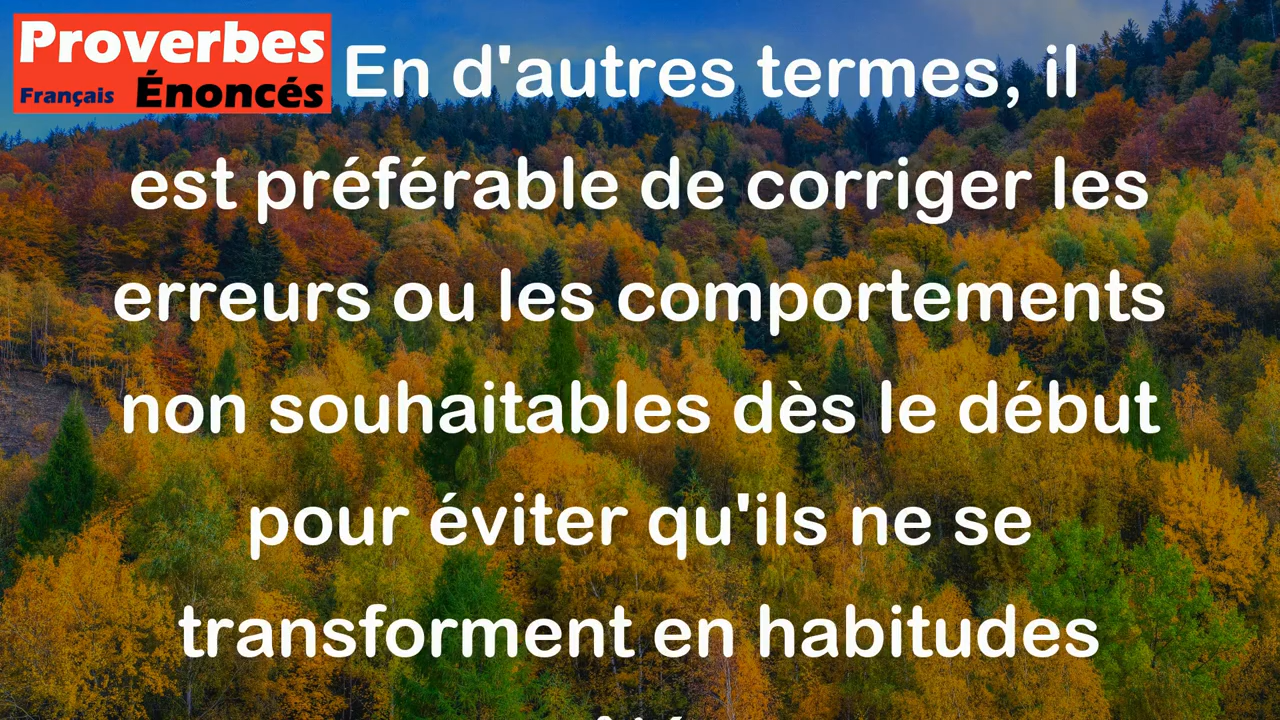 Proverbes
Français Énoncés
En d'autres termes, il
est préférable de corriger les
erreurs ou les comportements
non souhaitables dès le début
pour éviter qu'ils ne se
transforment en habitudes